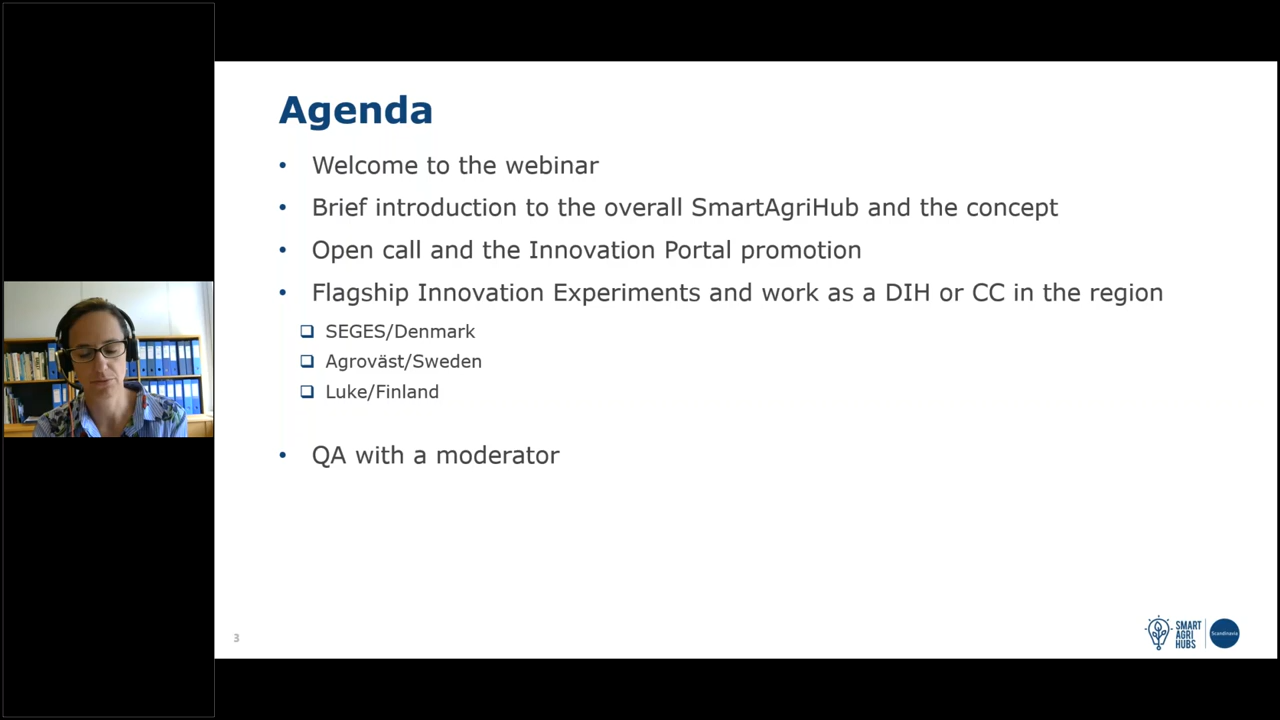 Agenda
• Welcome to the webinar
• Brief introduction to the overall SmartAgriHub and the concept
• Open call and the Innovation Portal promotion
• Flagship Innovation Experiments and work as a DIH or CC in the region
❑ SEGES/Denmark
❑ Agroväst/Sweden
❑ Luke/Finland
• QA with a moderator
3
SMART
AGRI
HUBS
Scandinavia